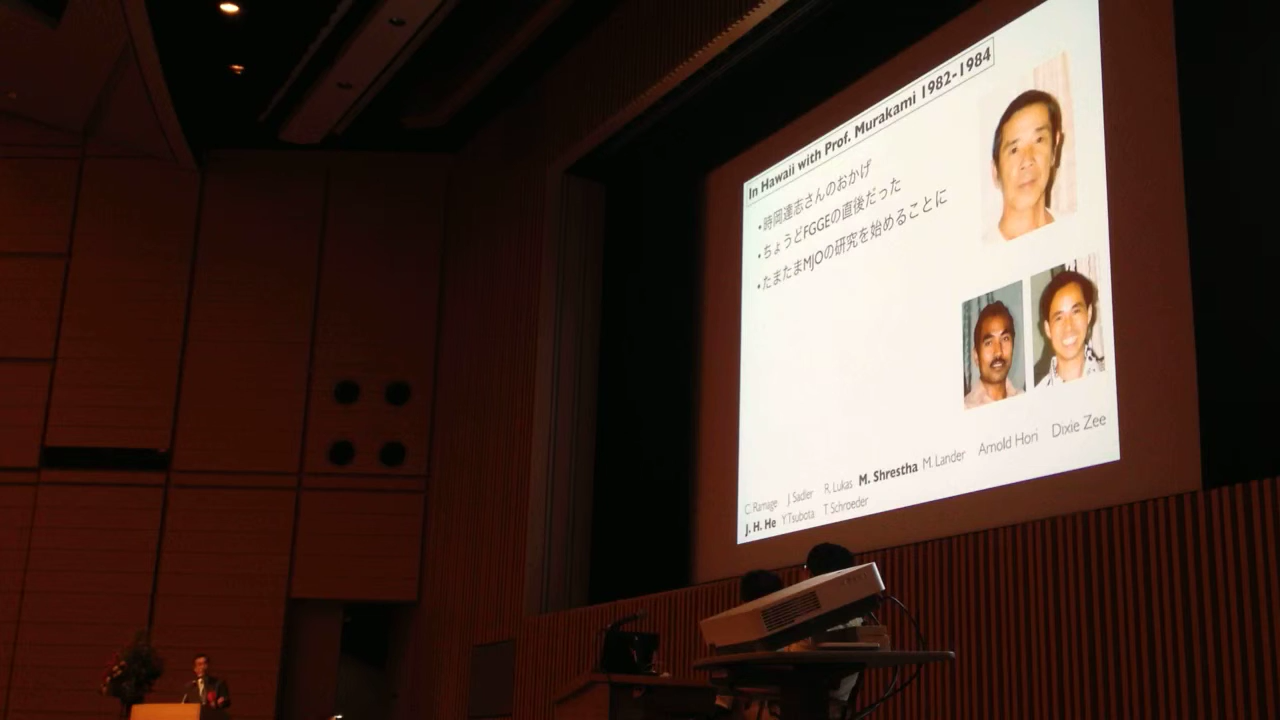 In Hawaii with Prof. Murakami 1982-1984
•時岡達志さんのおかげ
•ちょうどFGGEの直後だった
•たまたまMJOの研究を始めることに
C. Ramage J. Sadler R. Lukas M. Shrestha M. Lander Arnold Hori Dixie Zee
J. H. He Y. Tsubota T. Schroeder